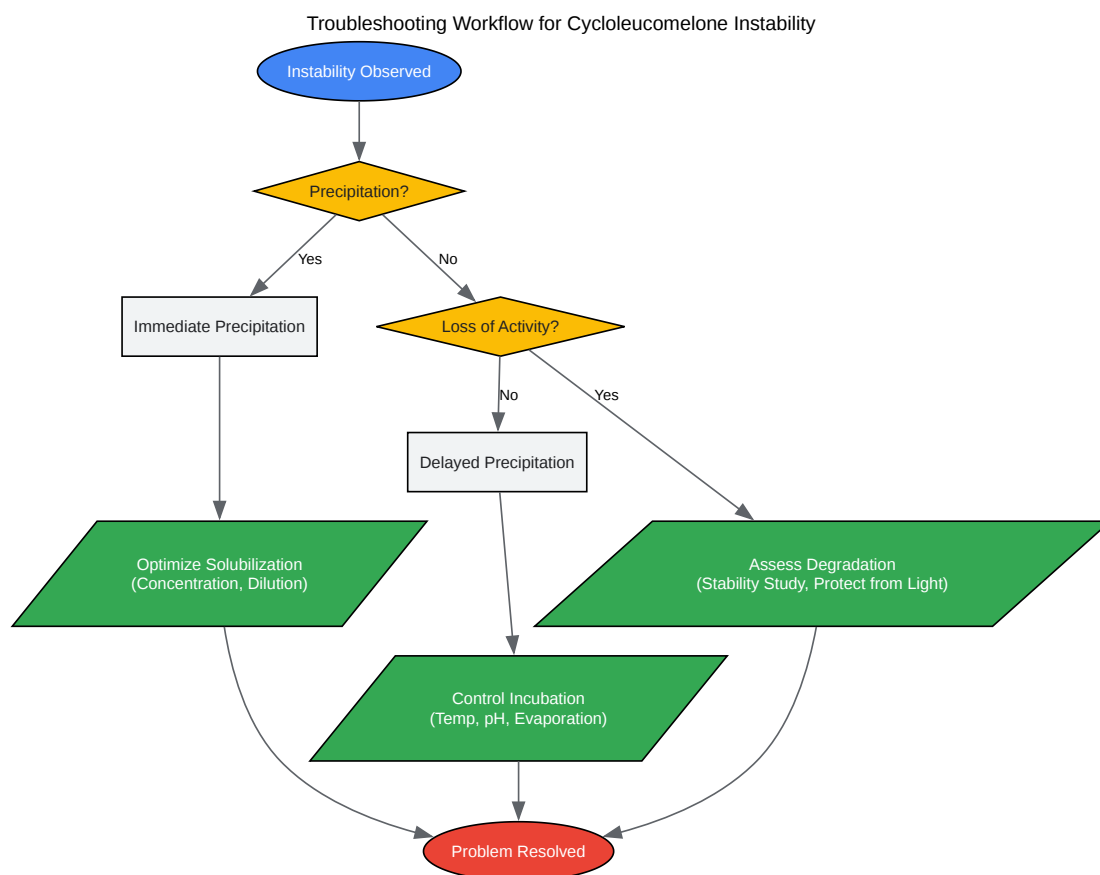 Troubleshooting Workflow for Cycloleucomelone Instability
Instability Observed
Precipitation?
Yes
No
Immediate Precipitation
Loss of Activity?
No
Yes
Delayed Precipitation
Optimize Solubilization
(Concentration, Dilution)
Assess Degradation
(Stability Study, Protect from Light)
Control Incubation
(Temp, pH, Evaporation)
Problem Resolved